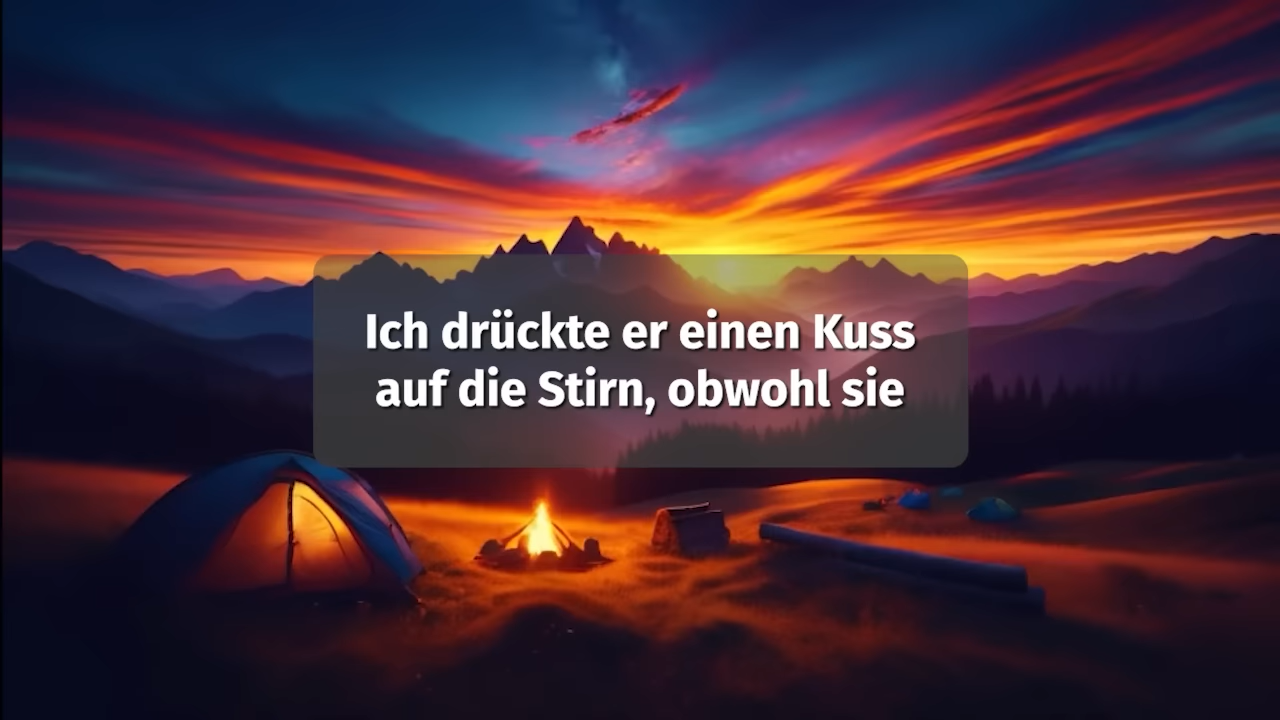 Ich drückte er einen Kuss
auf die Stirn, obwohl sie